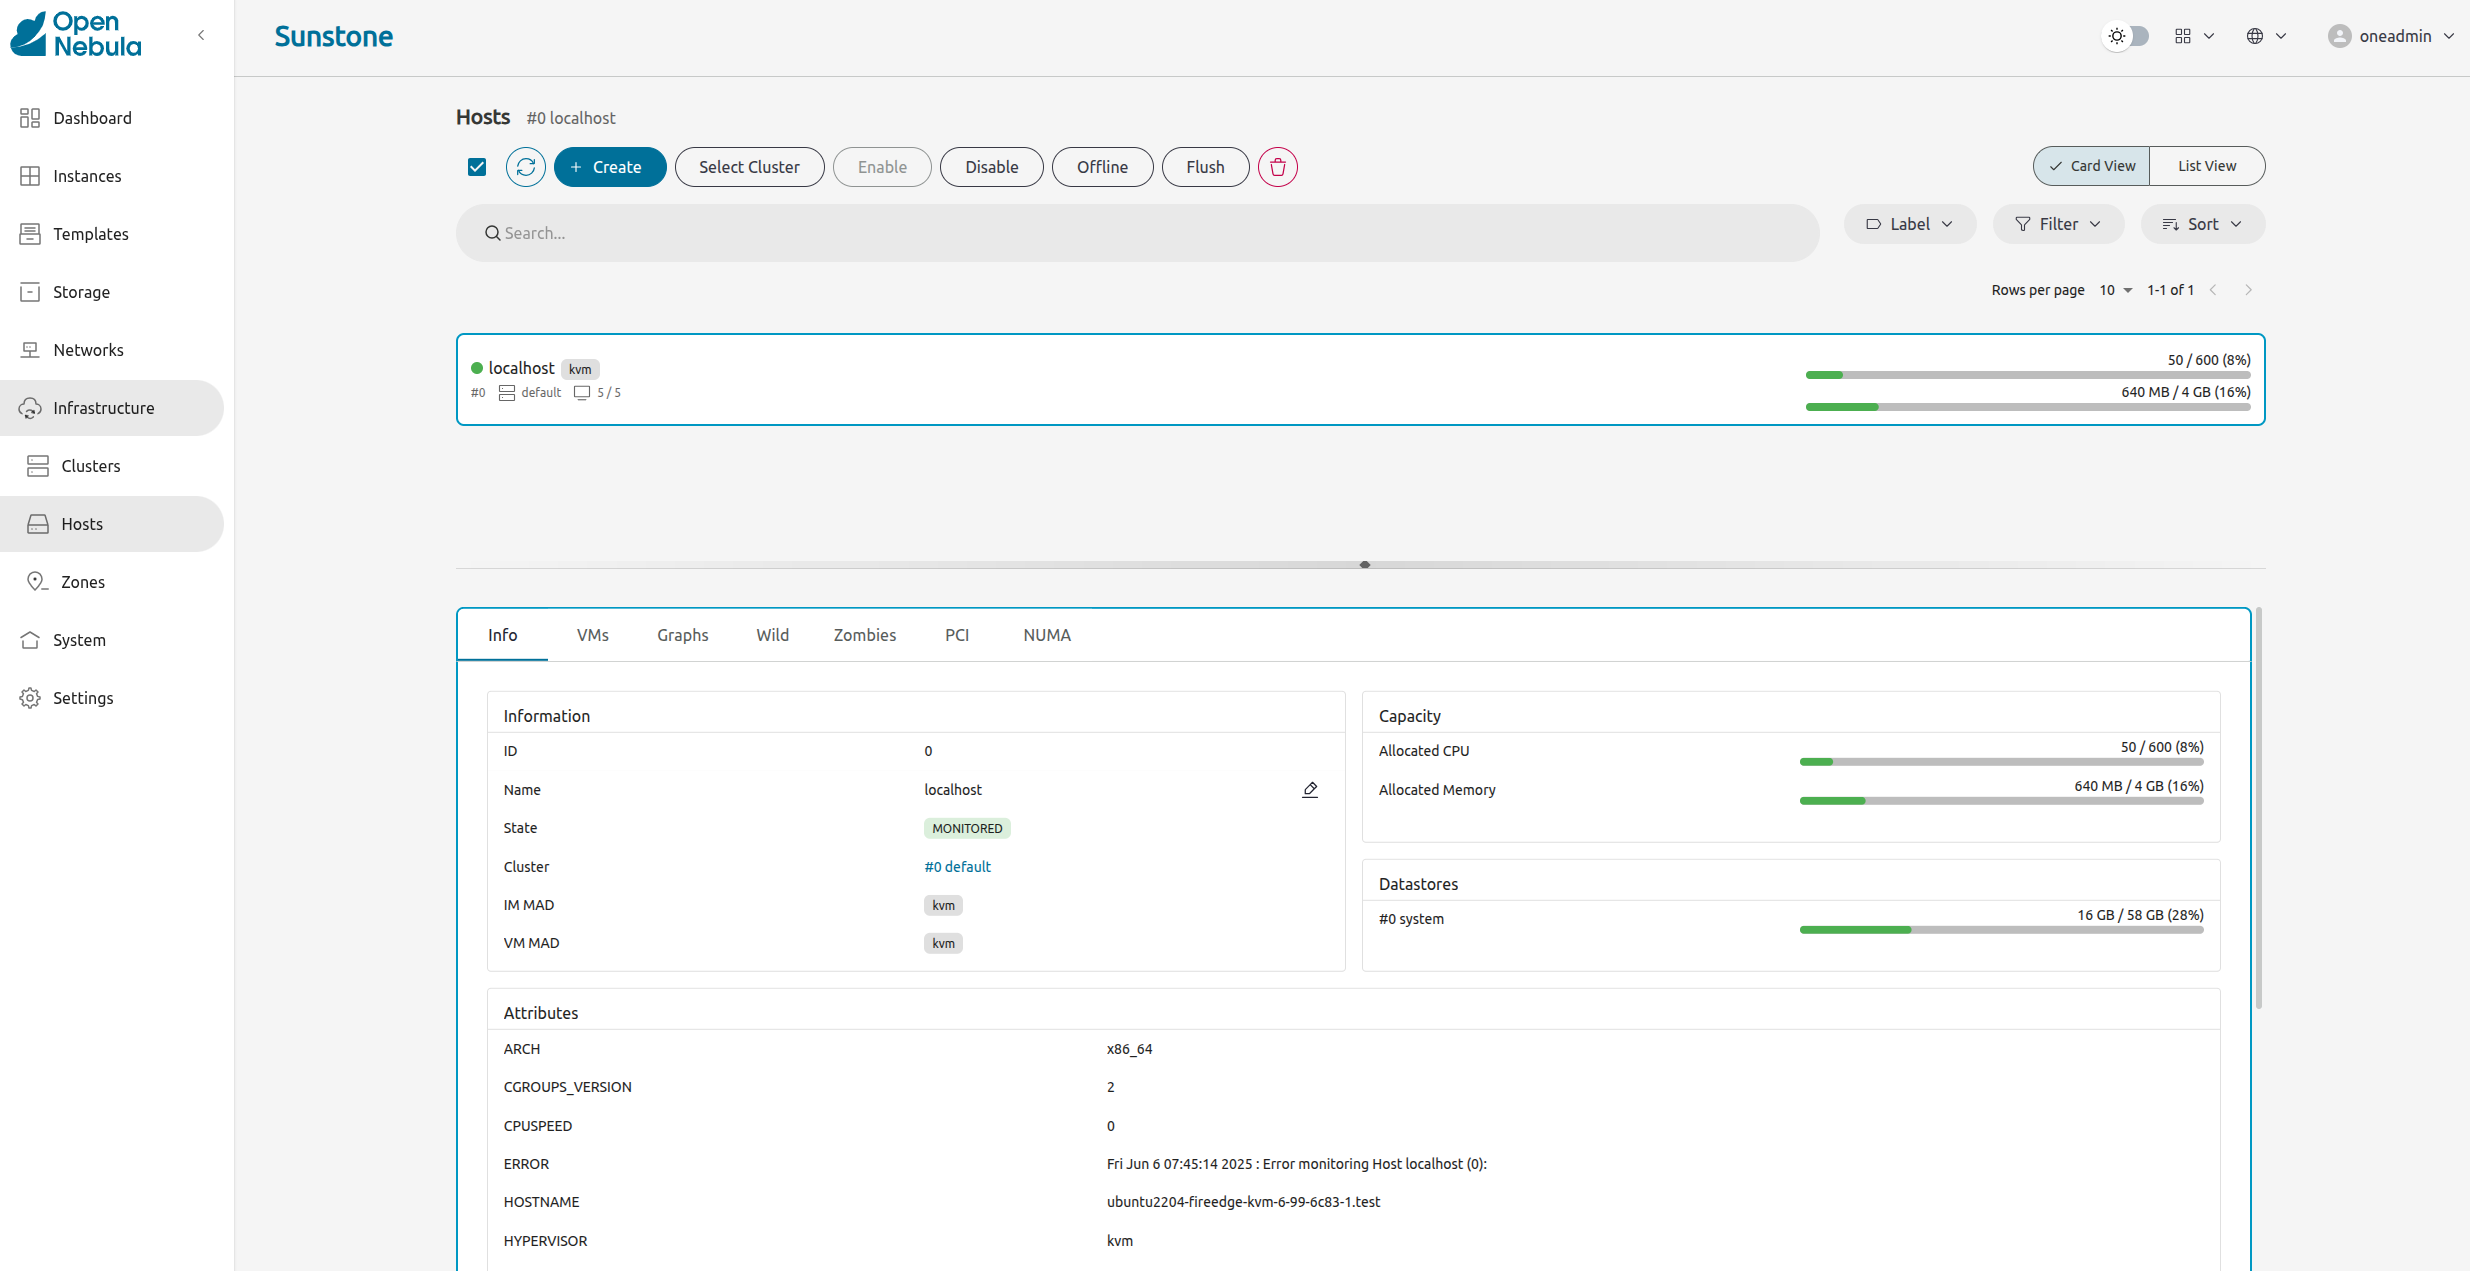 Open
Nebula
Sunstone
oneadmin
Dashboard
Instances
Templates
Storage
Networks
Infrastructure
Clusters
Hosts
Zones
System
Settings
Hosts #0 localhost
+ Create Select Cluster Enable Disable Offline Flush
Card View List View
Search...
Label Filter Sort
Rows per page 10 1-1 of 1
localhost kvm
#0 default 5 / 5
50 / 600 (8%)
640 MB / 4 GB (16%)
Info VMs Graphs Wild Zombies PCI NUMA
Information
ID 0
Name localhost
State MONITORED
Cluster #0 default
IM MAD kvm
VM MAD kvm
Capacity
Allocated CPU 50 / 600 (8%)
Allocated Memory 640 MB / 4 GB (16%)
Datastores
#0 system 16 GB / 58 GB (28%)
Attributes
ARCH x86_64
CGROUPS_VERSION 2
CPUSPEED 0
ERROR Fri Jun 6 07:45:14 2025 : Error monitoring Host localhost (0):
HOSTNAME ubuntu2204-fireedge-kvm-6-99-6c83-1.test
HYPERVISOR kvm